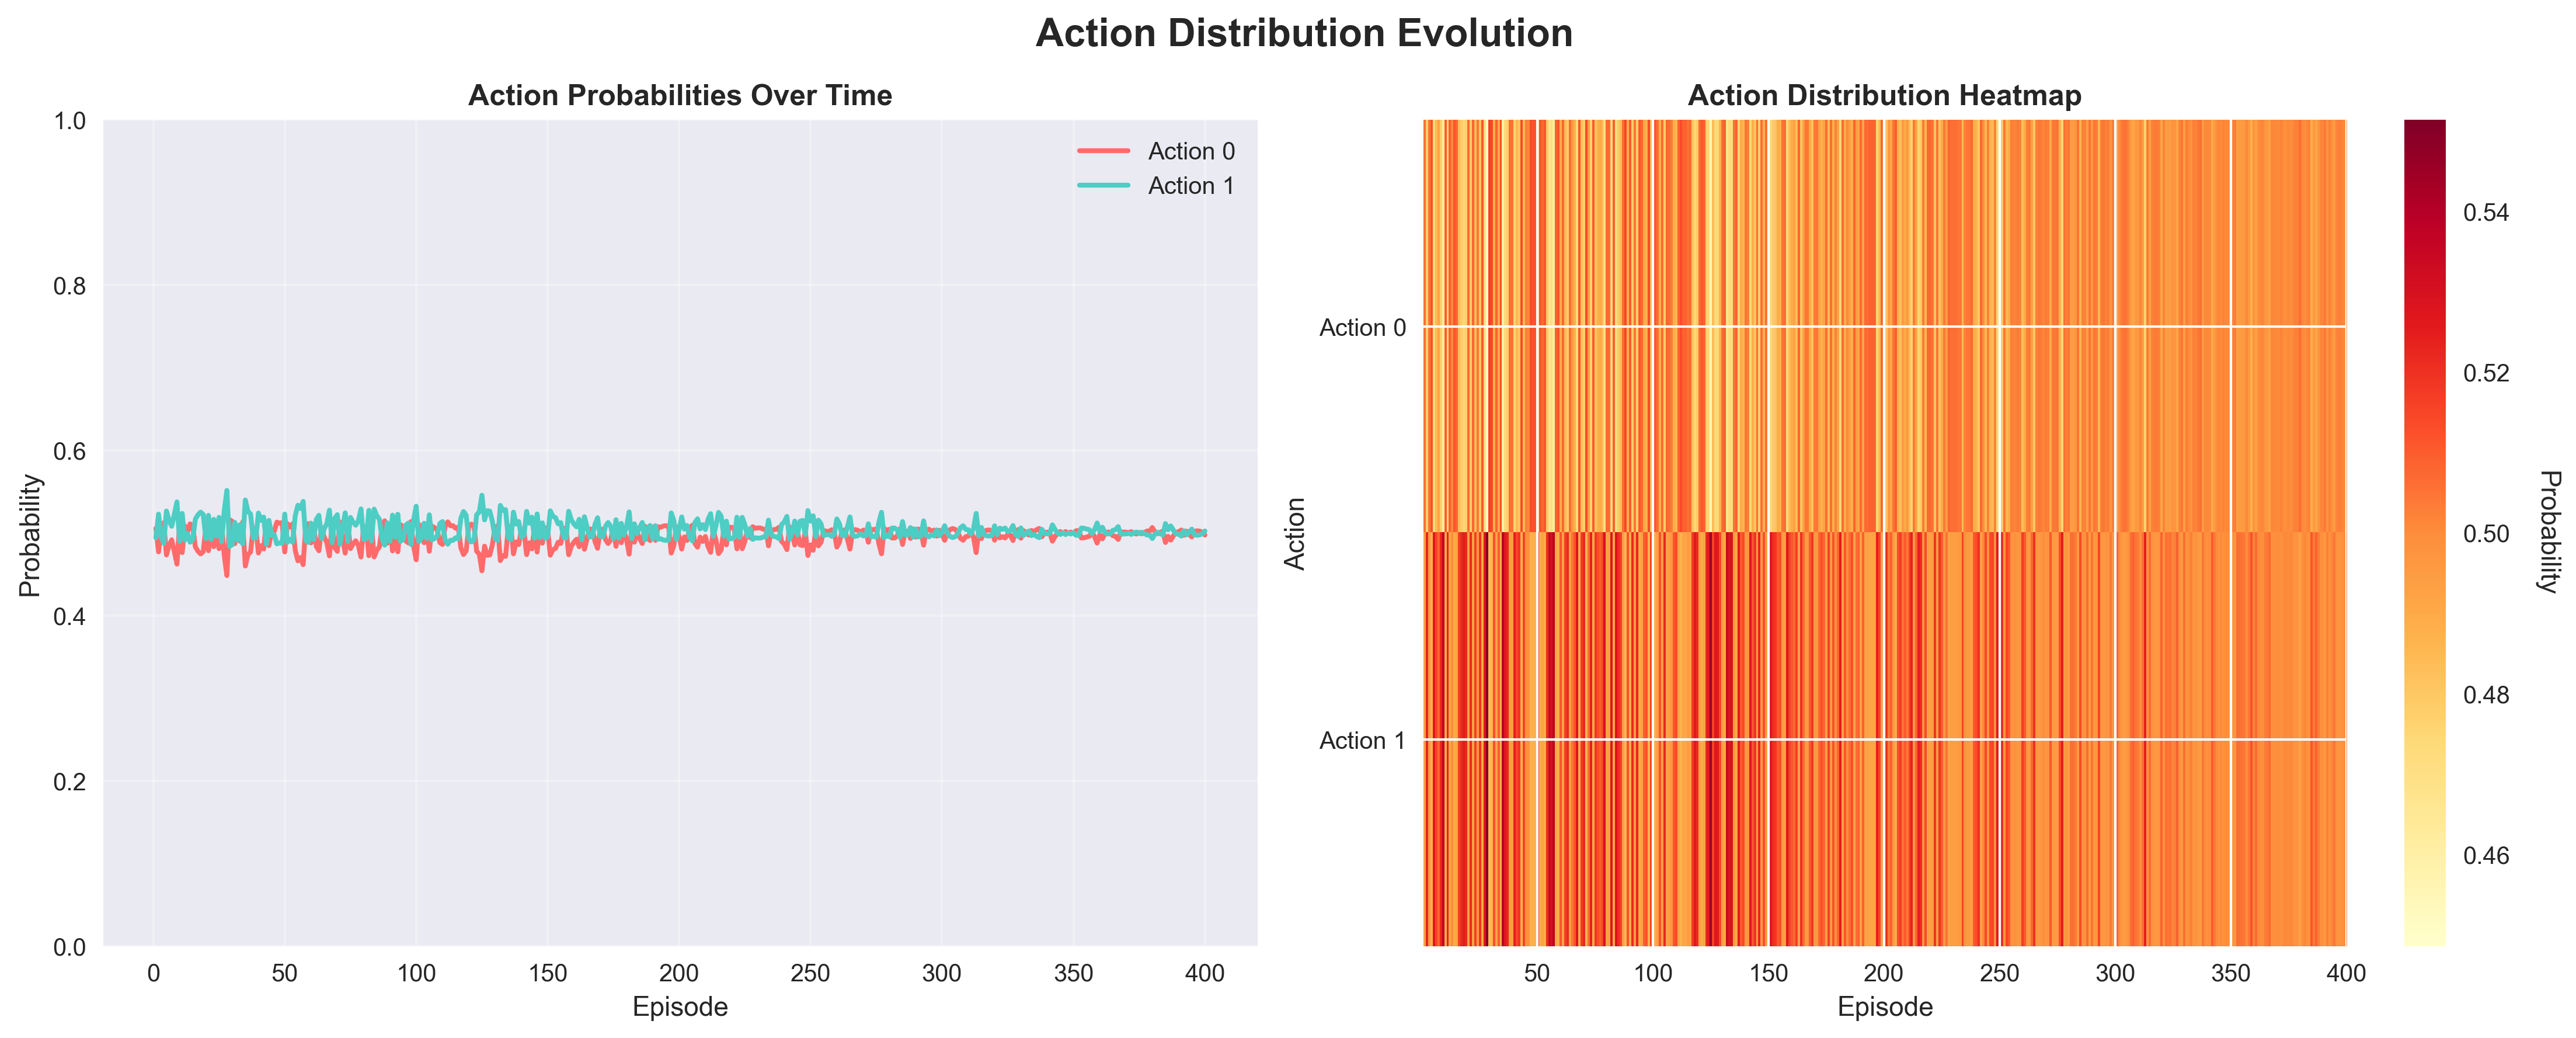 Action Distribution Evolution
Action Probabilities Over Time
1.0
0.8
0.6
0.4
0.2
0.0
Probability
Action 0
Action 1
0
50
100
150
200
250
300
350
400
Episode
Action Distribution Heatmap
Action
Action 0
Action 1
50
100
150
200
250
300
350
400
Episode
0.54
0.52
0.50
0.48
0.46
Probability